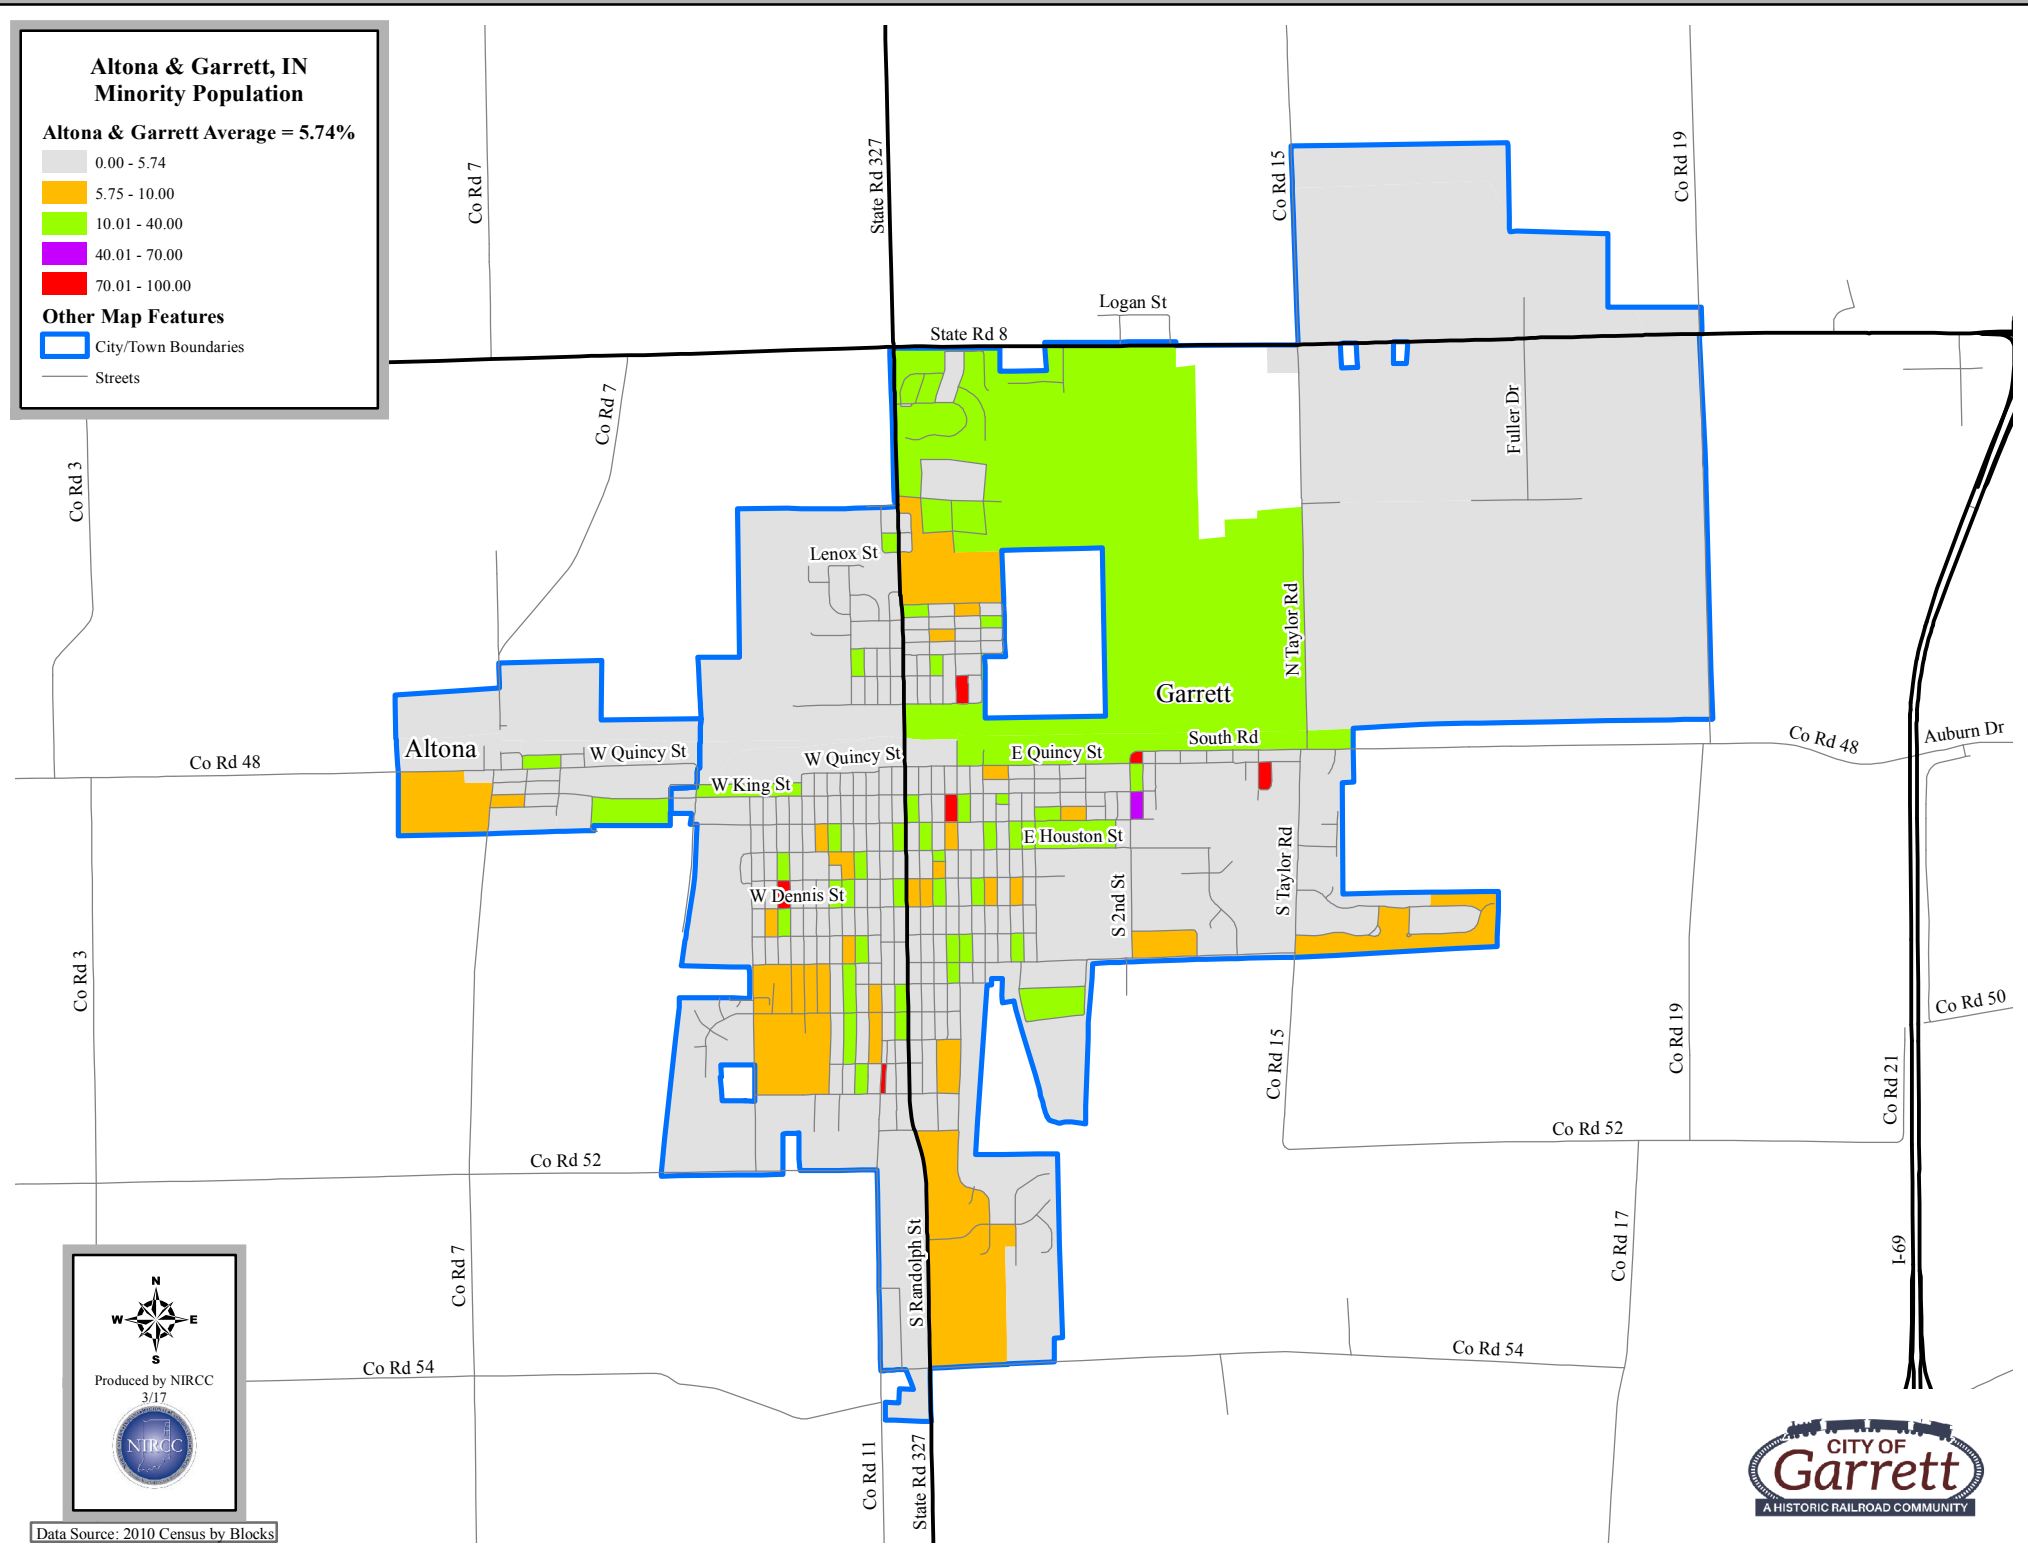 Altona & Garrett, IN
Minority Population
Altona & Garrett Average = 5.74%
0.00 - 5.74
5.75 - 10.00
10.01 - 40.00
40.01 - 70.00
70.01 - 100.00
Other Map Features
City/Town Boundaries
Streets
Co Rd 7
State Rd 327
Co Rd 15
Co Rd 19
Logan St
State Rd 8
Co Rd 7
Fuller Dr
Co Rd 3
Lenox St
N Taylor Rd
Garrett
Altona
Co Rd 48
W Quincy St
W Quincy St
E Quincy St
South Rd
Co Rd 48
Auburn Dr
W King St
E Houston St
W Dennis St
S 2nd St
S Taylor Rd
Co Rd 3
Co Rd 50
Co Rd 15
Co Rd 19
Co Rd 21
Co Rd 52
Co Rd 52
S Randolph St
Co Rd 7
Co Rd 17
I-69
Co Rd 54
Co Rd 54
Co Rd 11
State Rd 327
N
W E
S
Produced by NIRCC
3/17
NIRCC
Data Source: 2010 Census by Blocks
CITY OF
Garrett
A HISTORIC RAILROAD COMMUNITY